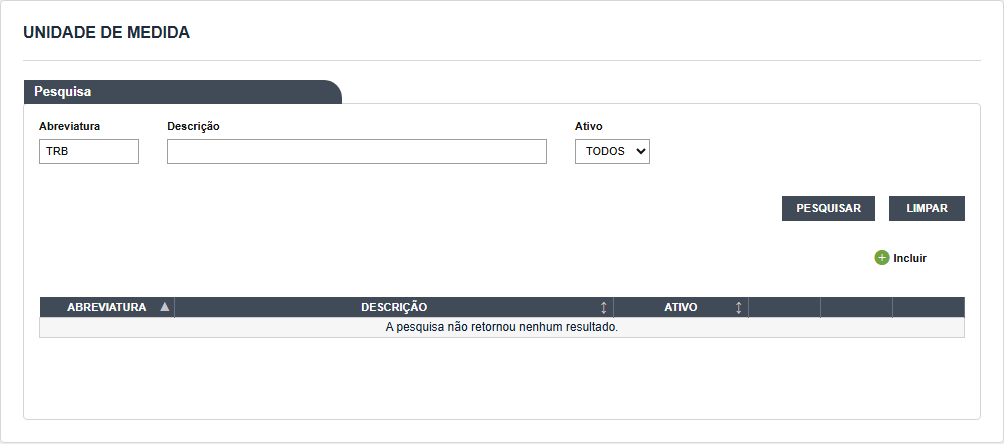 UNIDADE DE MEDIDA
Pesquisa
Abreviatura Descrição Ativo
TRB TODOS
PESQUISAR LIMPAR
Incluir
ABREVIATURA DESCRIÇÃO ATIVO
A pesquisa não retornou nenhum resultado.